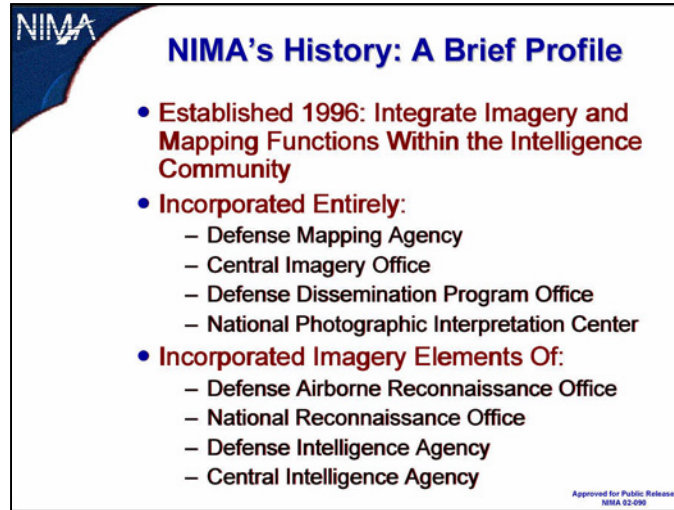 NIMA
NIMA's History: A Brief Profile
• Established 1996: Integrate Imagery and
Mapping Functions Within the Intelligence
Community
• Incorporated Entirely:
– Defense Mapping Agency
– Central Imagery Office
– Defense Dissemination Program Office
– National Photographic Interpretation Center
• Incorporated Imagery Elements Of:
– Defense Airborne Reconnaissance Office
– National Reconnaissance Office
– Defense Intelligence Agency
– Central Intelligence Agency
Approved for Public Release
NIMA 02-090